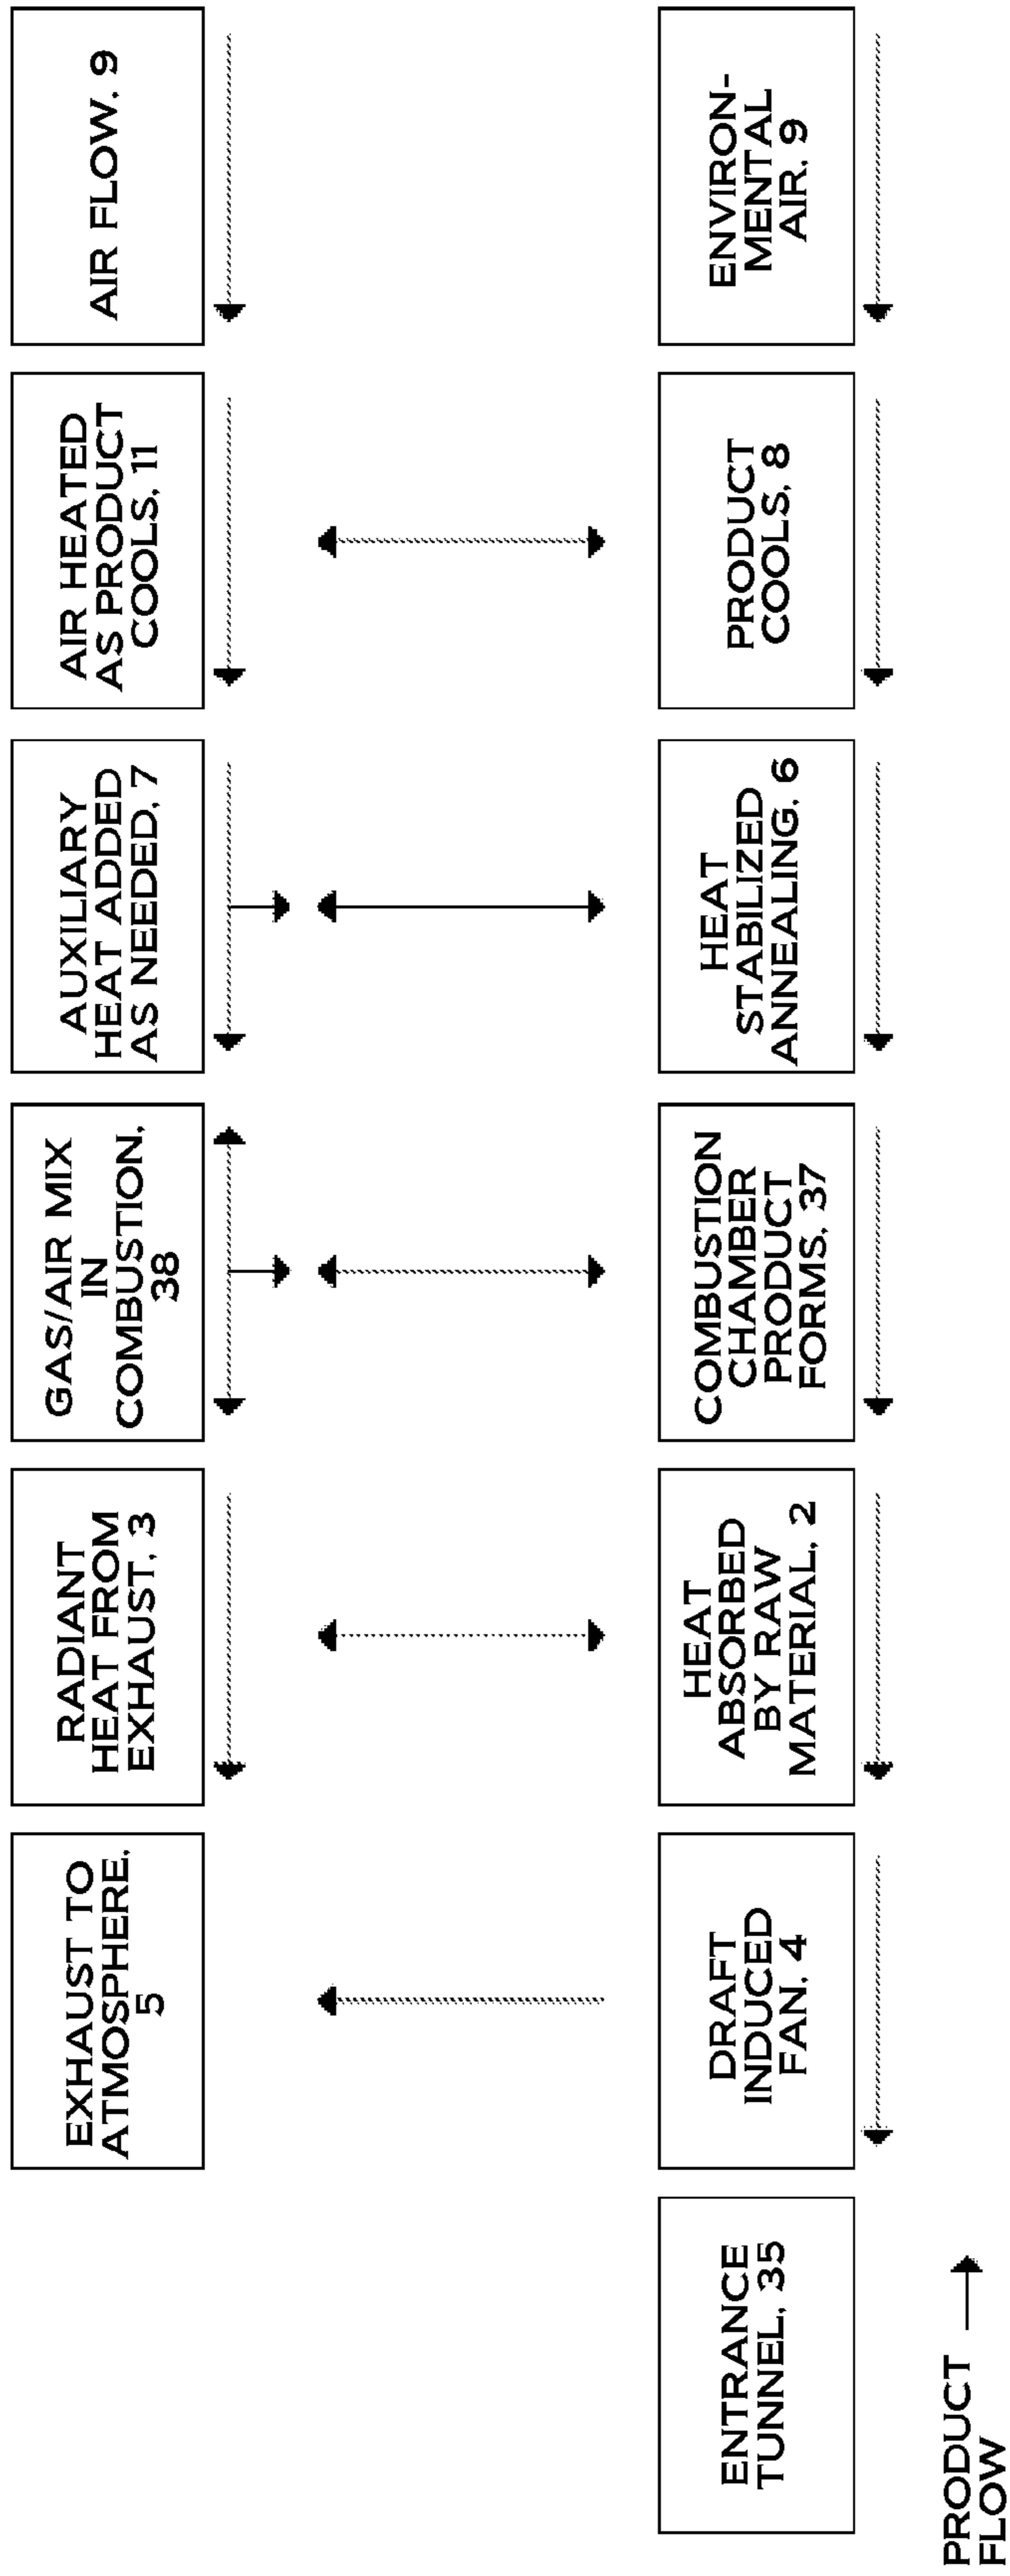 EXHAUST TO
ATMOSPHERE,
5
RADIANT
HEAT FROM
EXHAUST, 3
GAS/AIR MIX
IN
COMBUSTION,
38
AUXILIARY
HEAT ADDED
AS NEEDED, 7
AIR HEATED
AS PRODUCT
COOLS, 11
AIR FLOW, 9
ENTRANCE
TUNNEL, 35
DRAFT
INDUCED
FAN, 4
HEAT
ABSORBED
BY RAW
MATERIAL, 2
COMBUSTION
CHAMBER
PRODUCT
FORMS, 37
HEAT
STABILIZED
ANNEALING, 6
PRODUCT
COOLS, 8
ENVIRON-
MENTAL
AIR, 9
PRODUCT
FLOW